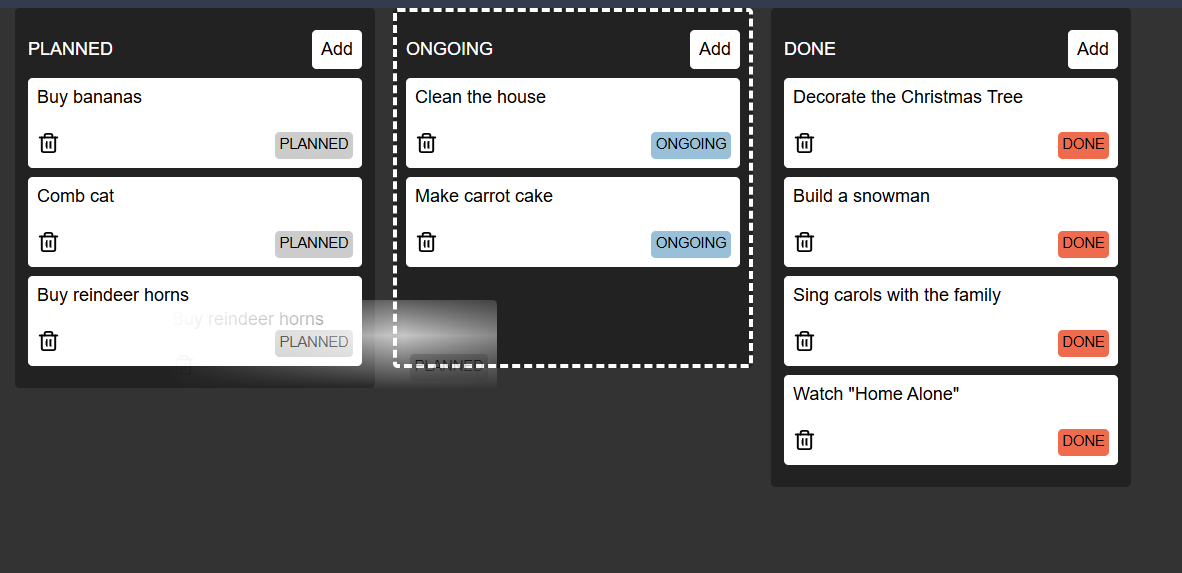 PLANNED
Add
Buy bananas
PLANNED
Comb cat
PLANNED
Buy reindeer horns
PLANNED
Buy reindeer horns
PLANNED
ONGOING
Add
Clean the house
ONGOING
Make carrot cake
ONGOING
DONE
Add
Decorate the Christmas Tree
DONE
Build a snowman
DONE
Sing carols with the family
DONE
Watch "Home Alone"
DONE